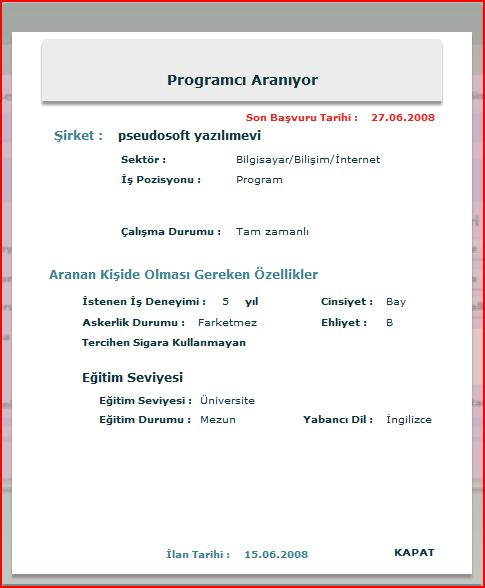 Programcı Aranıyor
Son Başvuru Tarihi : 27.06.2008
Şirket : pseudosoft yazılımevi
Sektör : Bilgisayar/Bilişim/İnternet
İş Pozisyonu : Program
Çalışma Durumu : Tam zamanlı
Aranan Kişide Olması Gereken Özellikler
İstenen İş Deneyimi : 5 yıl Cinsiyet : Bay
Askerlik Durumu : Farketmez Ehliyet : B
Tercihen Sigara Kullanmayan
Eğitim Seviyesi
Eğitim Seviyesi : Üniversite
Eğitim Durumu : Mezun Yabancı Dil : İngilizce
İlan Tarihi : 15.06.2008 KAPAT